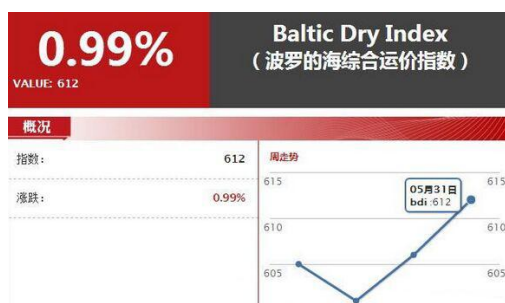 0.99%
VALUE: 612
Baltic Dry Index
（波罗的海综合运价指数）
概况
指数：
612
涨跌：
0.99%
周走势
615
615
05月31日
bdi :612
610
610
605
605